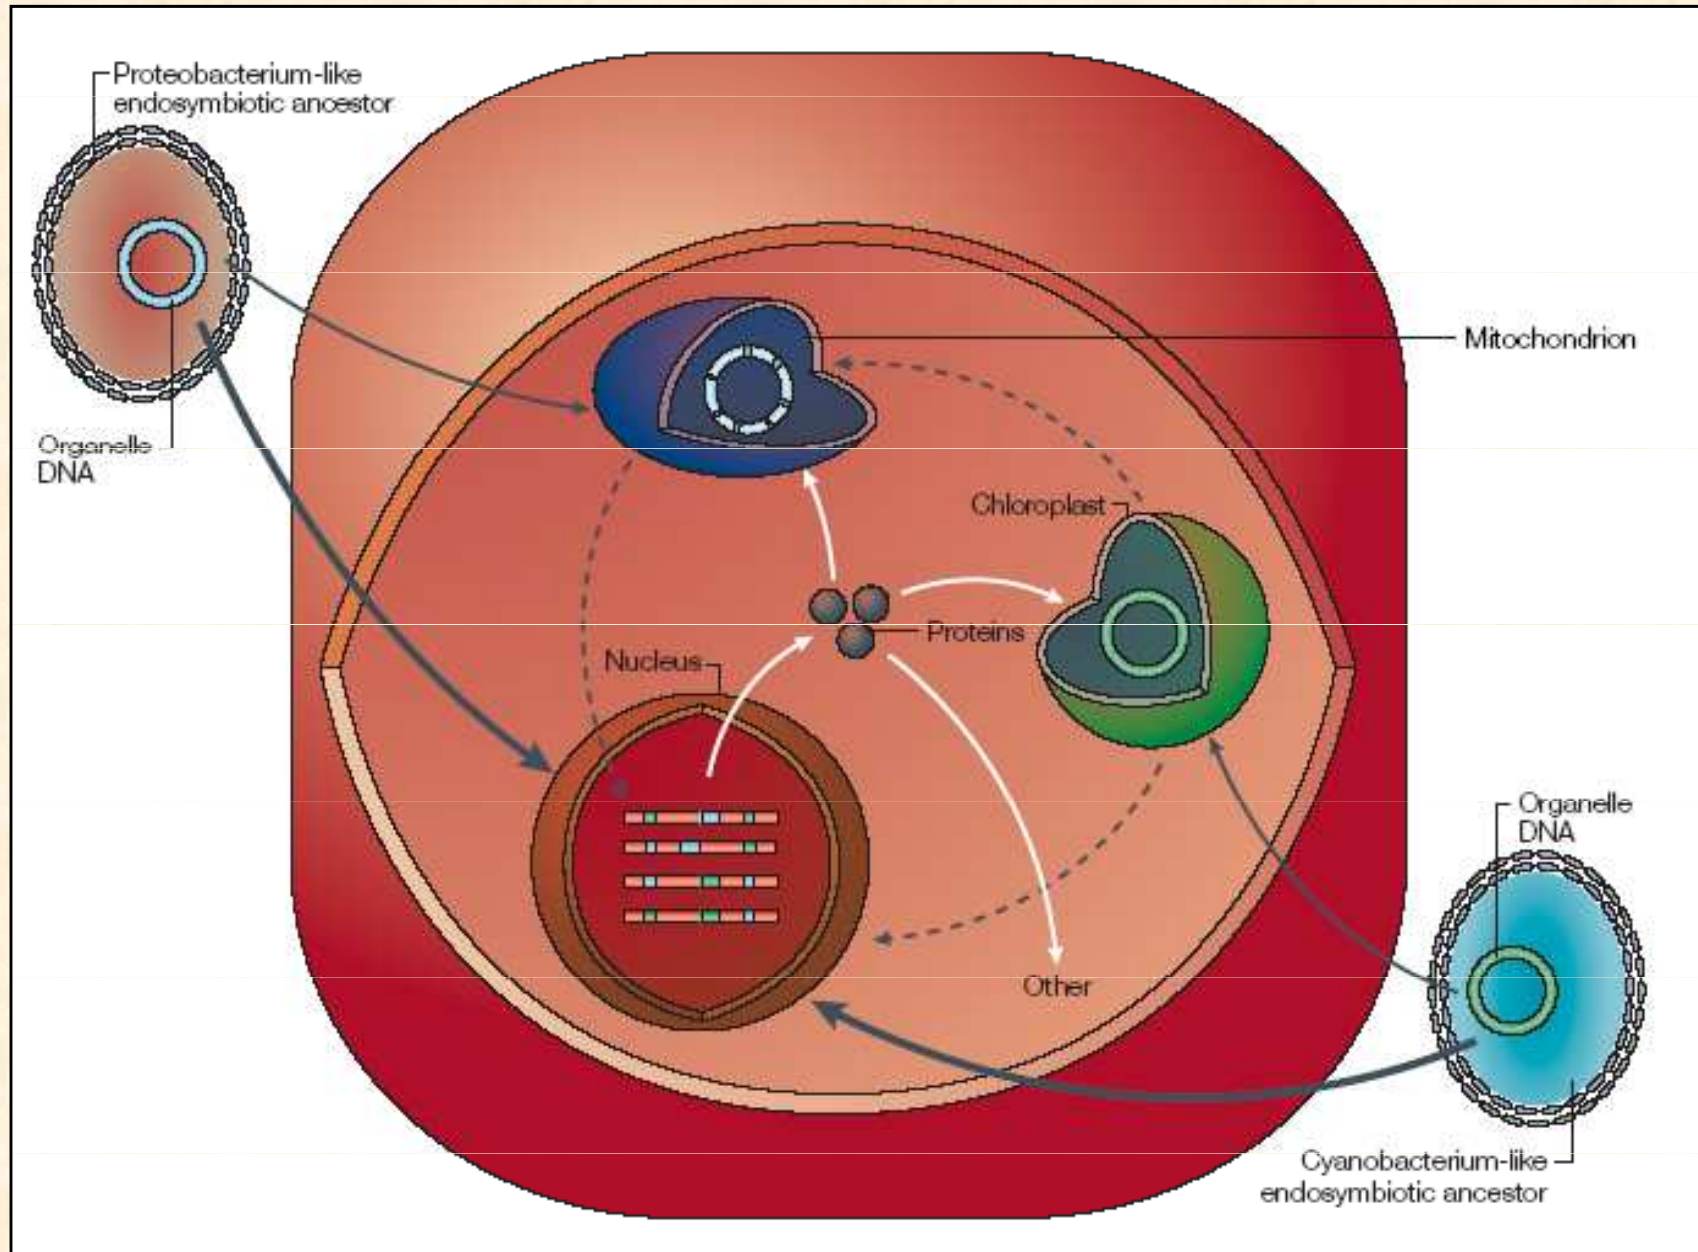 Proteobacterium-like
endosymbiotic ancestor
Organelle
DNA
Mitochondrion
Chloroplast
Proteins
Nucleus
Other
Organelle
DNA
Cyanobacterium-like
endosymbiotic ancestor